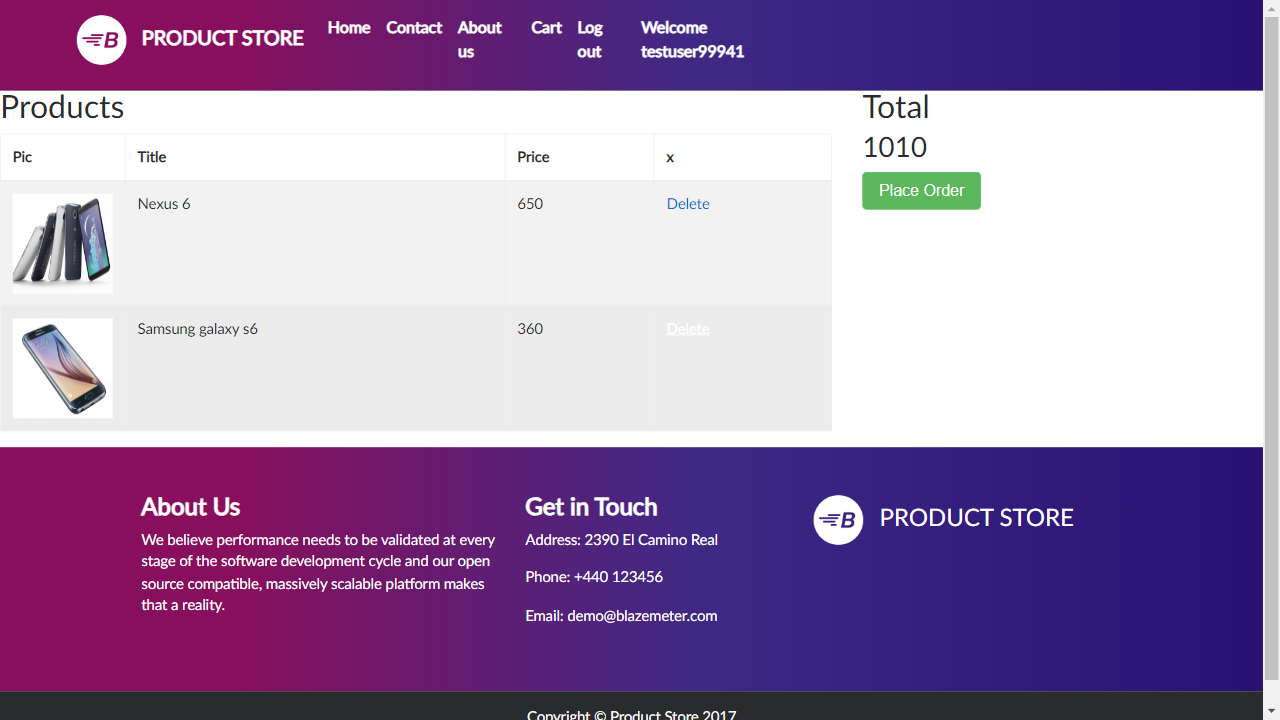 B PRODUCT STORE Home Contact About us Cart Log out Welcome testuser99941
Products
Total
1010
Place Order
Pic Title Price x
Nexus 6 650 Delete
Samsung galaxy s6 360 Delete
About Us
We believe performance needs to be validated at every
stage of the software development cycle and our open
source compatible, massively scalable platform makes
that a reality.
Get in Touch
Address: 2390 El Camino Real
Phone: +440 123456
Email: demo@blazemeter.com
B PRODUCT STORE
Copyright © Product Store 2017